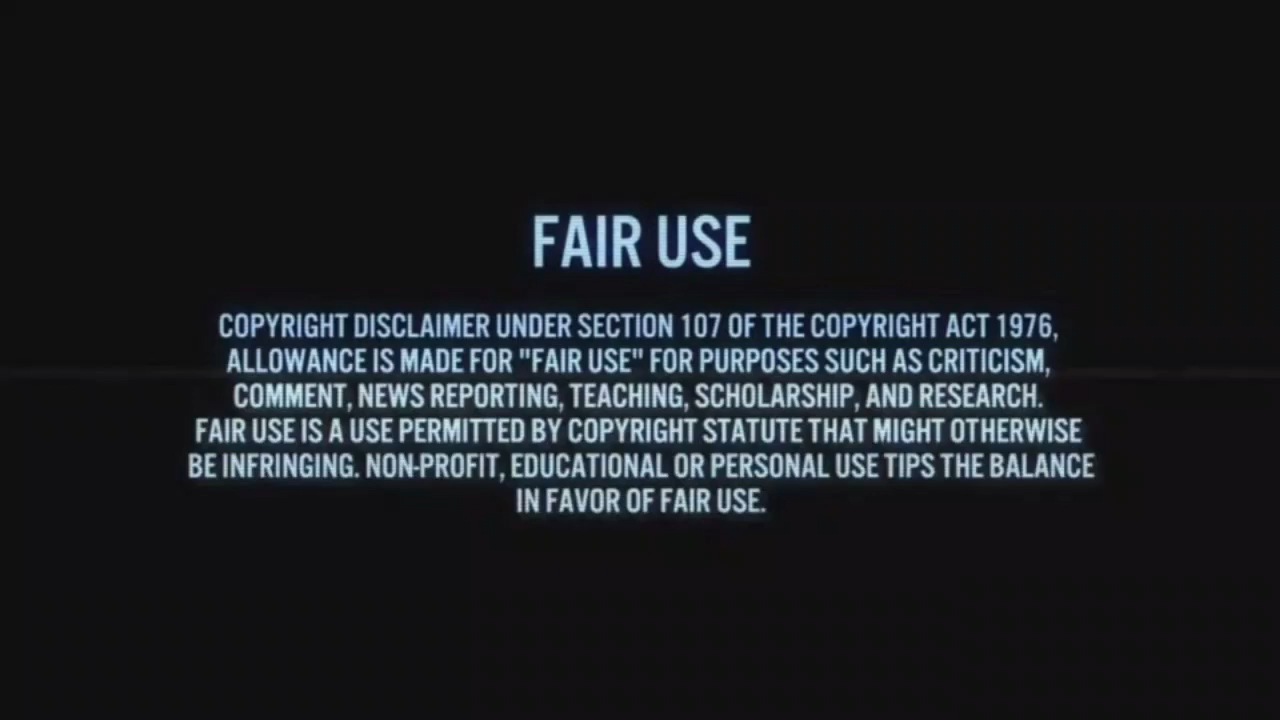 FAIR USE
COPYRIGHT DISCLAIMER UNDER SECTION 107 OF THE COPYRIGHT ACT 1976,
ALLOWANCE IS MADE FOR "FAIR USE" FOR PURPOSES SUCH AS CRITICISM,
COMMENT, NEWS REPORTING, TEACHING, SCHOLARSHIP, AND RESEARCH.
FAIR USE IS A USE PERMITTED BY COPYRIGHT STATUTE THAT MIGHT OTHERWISE
BE INFRINGING. NON-PROFIT, EDUCATIONAL OR PERSONAL USE TIPS THE BALANCE
IN FAVOR OF FAIR USE.